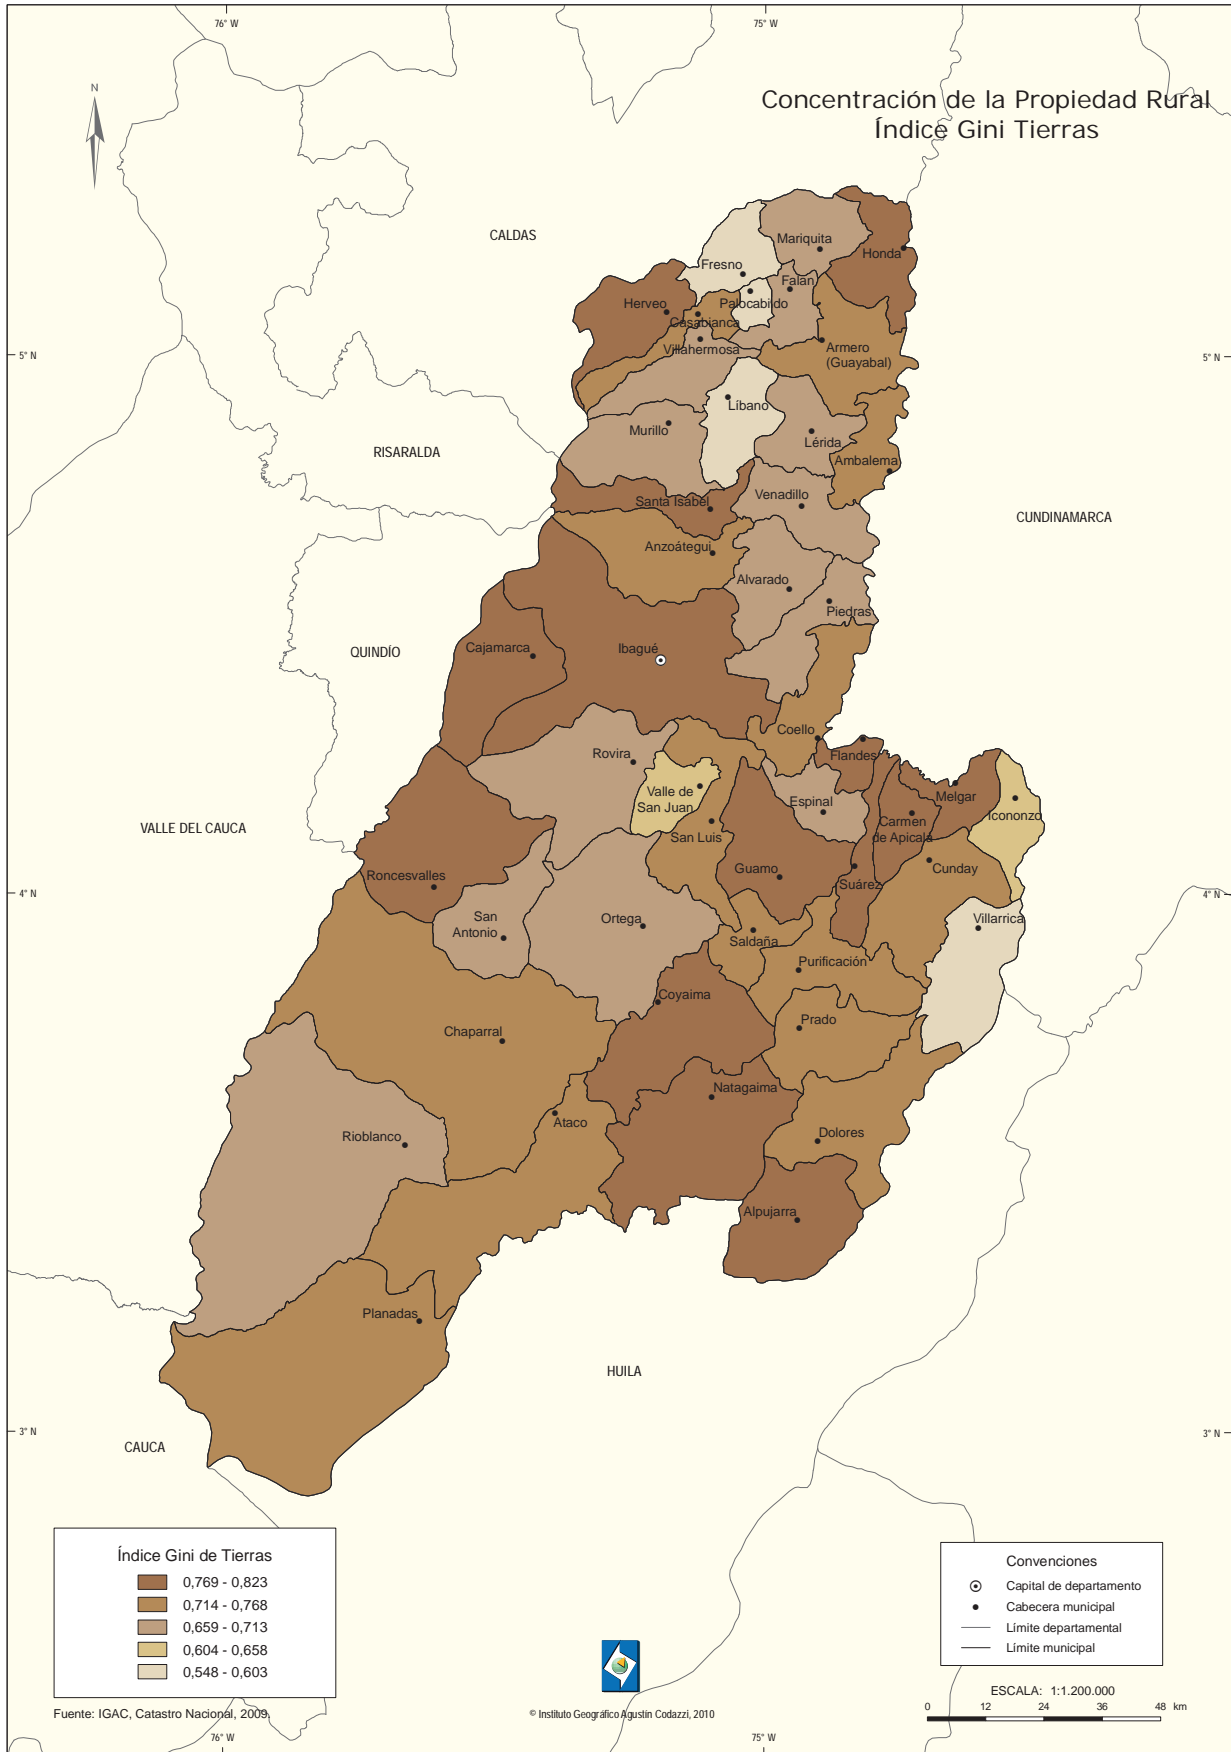 76° W
75° W
N
Concentración de la Propiedad Rural
Índice Gini Tierras
CALDAS
Mariquita
Honda
Fresno
Falan
Herveo
Palocabildo
Casabianca
Villahermosa
Armero
(Guayabal)
5° N
5° N
Líbano
Murillo
Lérida
RISARALDA
Ambalema
Venadillo
Santa Isabel
CUNDINAMARCA
Anzoátegui
Alvarado
Piedras
Cajamarca
Ibagué
QUINDÍO
Coello
Rovira
Flandes
Valle de
San Juan
Espinal
Melgar
Icononzo
VALLE DEL CAUCA
San Luis
Carmen
de Apicalá
Guamo
Cunday
Roncesvalles
Suárez
4° N
4° N
San
Antonio
Ortega
Villarrica
Saldaña
Purificación
Coyaima
Chaparral
Prado
Natagaima
Ataco
Rioblanco
Dolores
Alpujarra
Planadas
HUILA
3° N
3° N
CAUCA
Índice Gini de Tierras
0,769 - 0,823
0,714 - 0,768
0,659 - 0,713
0,604 - 0,658
0,548 - 0,603
Convenciones
Capital de departamento
Cabecera municipal
Límite departamental
Límite municipal
ESCALA: 1:1.200.000
0 12 24 36 48 km
Fuente: IGAC, Catastro Nacional, 2009.
© Instituto Geográfico Agustín Codazzi, 2010
76° W
75° W